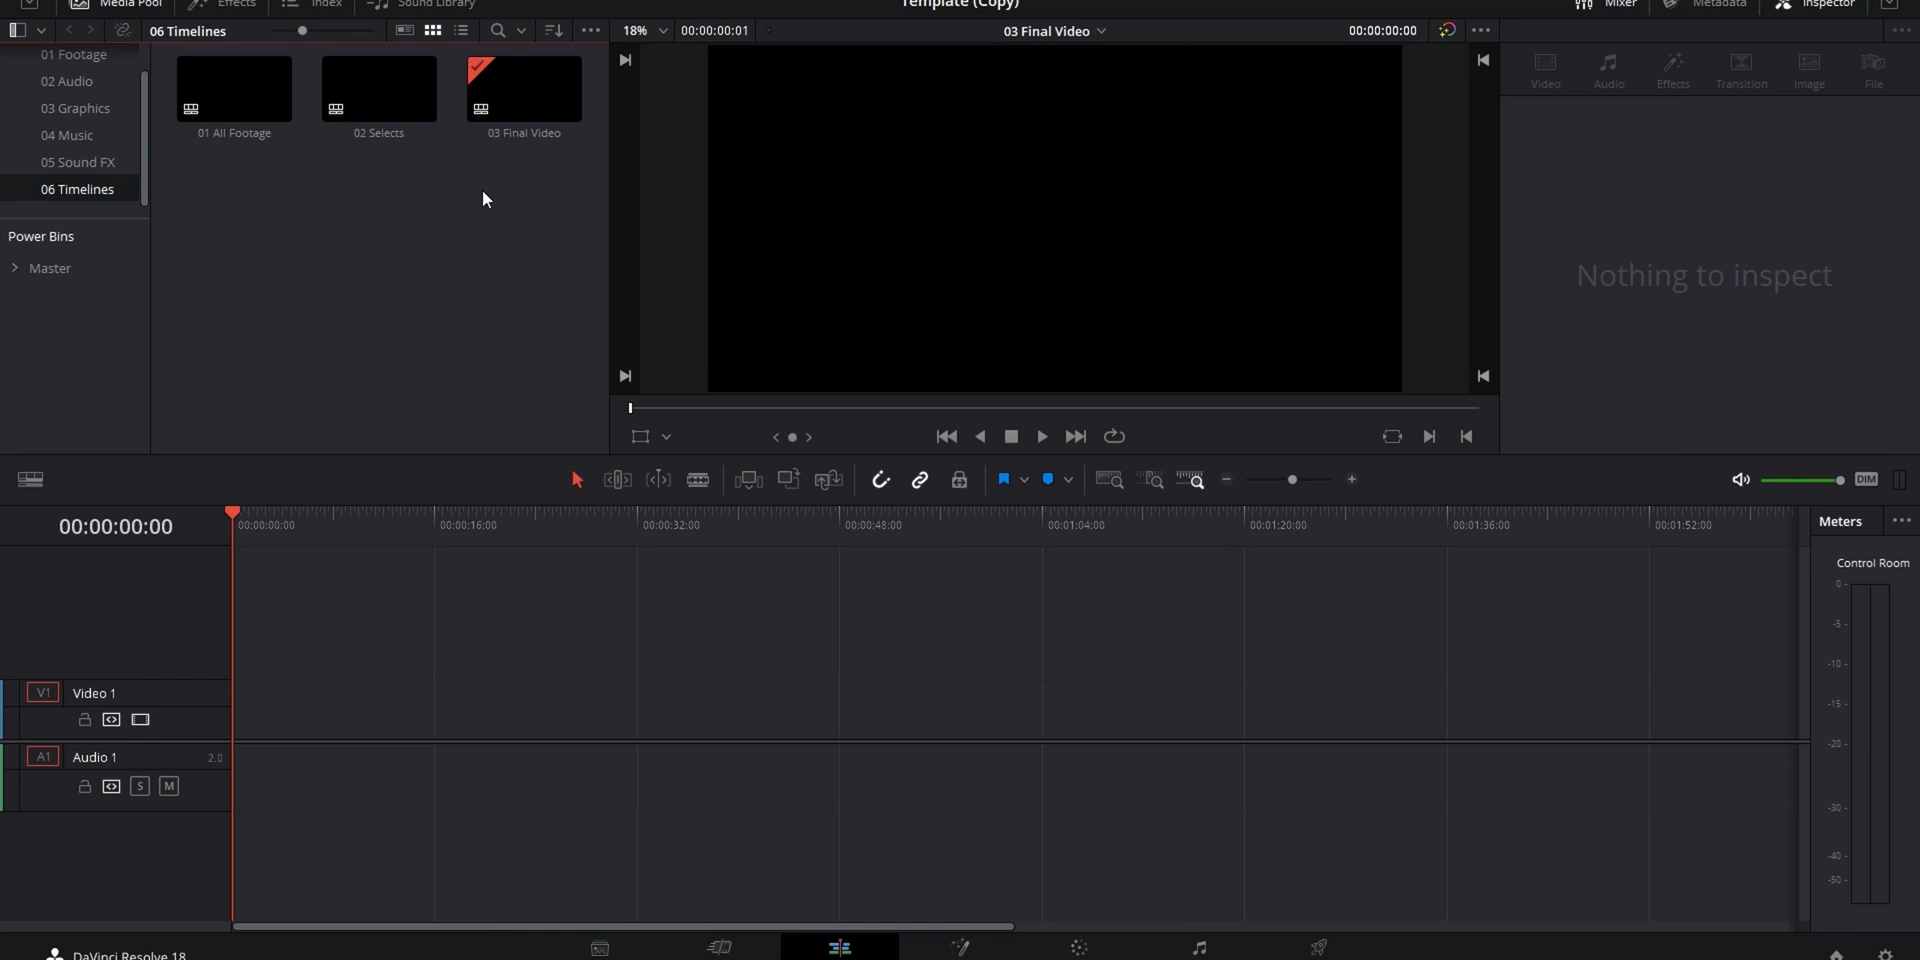 Media Pool
Effects
Index
Sound Library
Template (Copy)
Mixer
Metadata
Inspector
06 Timelines
18%
00:00:00:01
03 Final Video
00:00:00:00
01 Footage
02 Audio
03 Graphics
04 Music
05 Sound FX
06 Timelines
Power Bins
Master
01 All Footage
02 Selects
03 Final Video
Video
Audio
Effects
Transition
Image
File
Nothing to inspect
DIM
00:00:00:00
00:00:00:00
00:00:16:00
00:00:32:00
00:00:48:00
00:01:04:00
00:01:20:00
00:01:36:00
00:01:52:00
Meters
Control Room
0
-5
-10
-15
-20
-30
-40
-50
V1
Video 1
A1
Audio 1
2.0
S
M
DaVinci Resolve 18